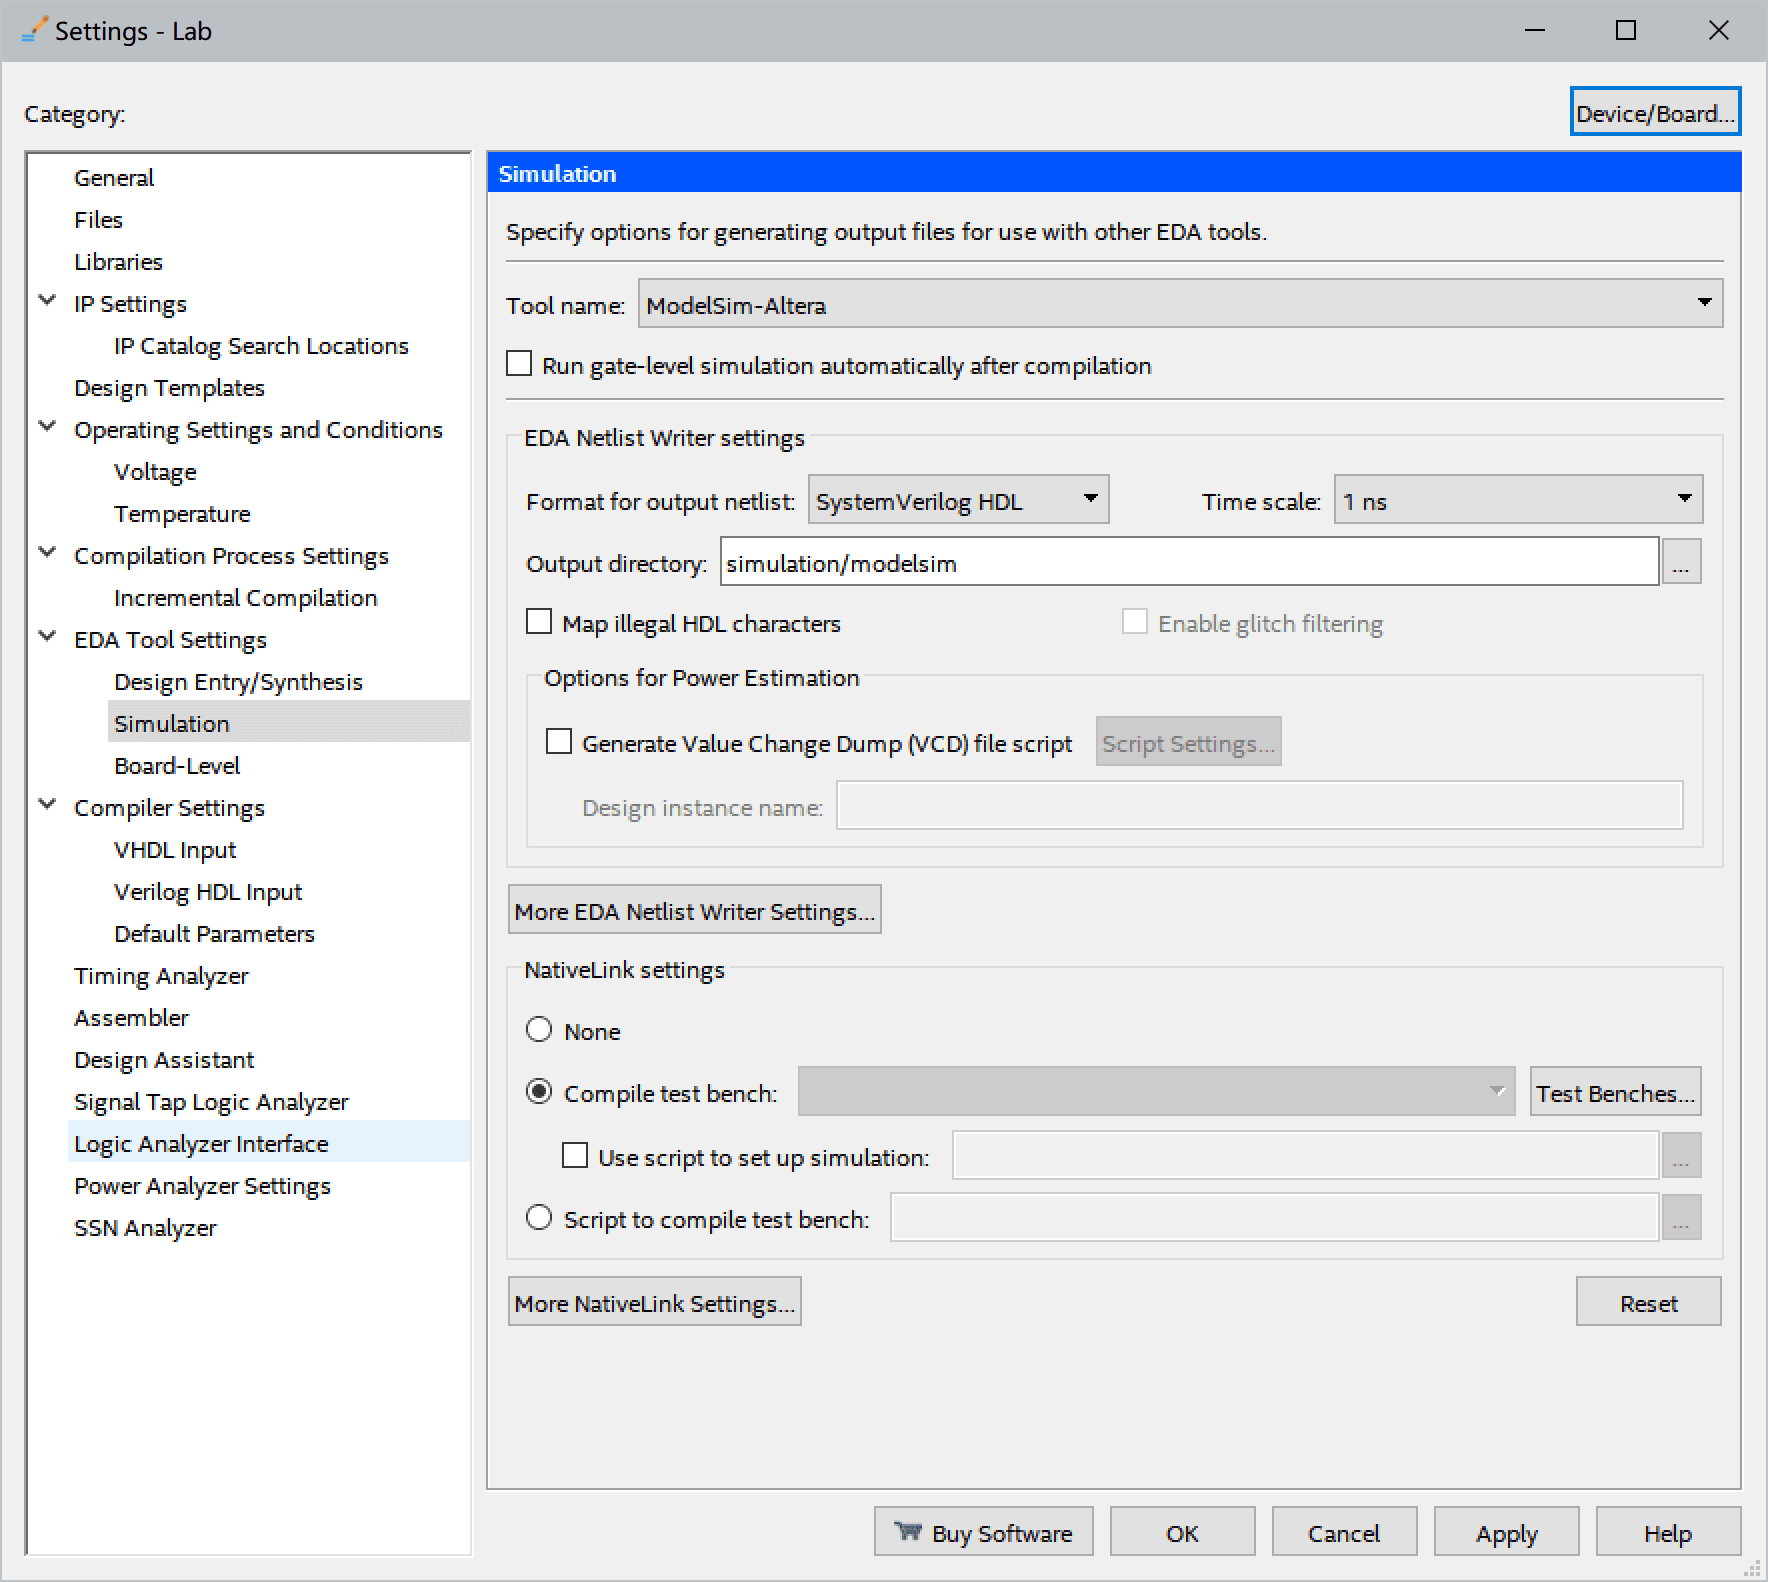 Settings - Lab
Category:
Device/Board...
General
Files
Libraries
IP Settings
IP Catalog Search Locations
Design Templates
Operating Settings and Conditions
Voltage
Temperature
Compilation Process Settings
Incremental Compilation
EDA Tool Settings
Design Entry/Synthesis
Simulation
Board-Level
Compiler Settings
VHDL Input
Verilog HDL Input
Default Parameters
Timing Analyzer
Assembler
Design Assistant
Signal Tap Logic Analyzer
Logic Analyzer Interface
Power Analyzer Settings
SSN Analyzer
Simulation
Specify options for generating output files for use with other EDA tools.
Tool name: ModelSim-Altera
Run gate-level simulation automatically after compilation
EDA Netlist Writer settings
Format for output netlist: SystemVerilog HDL Time scale: 1 ns
Output directory: simulation/modelsim ...
Map illegal HDL characters Enable glitch filtering
Options for Power Estimation
Generate Value Change Dump (VCD) file script Script Settings...
Design instance name:
More EDA Netlist Writer Settings...
NativeLink settings
None
Compile test bench: Test Benches...
Use script to set up simulation: ...
Script to compile test bench: ...
More NativeLink Settings... Reset
Buy Software OK Cancel Apply Help